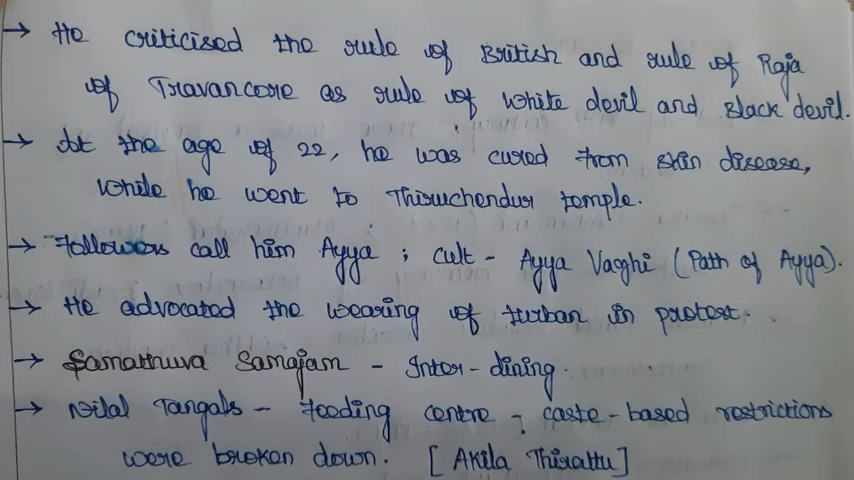 → He criticised the rule of British and rule of Raja
of Travancore as rule of white devil and Black devil.
→ At the age of 22, he was cured from skin disease,
while he went to Thiruchendur temple.
→ Followers call him Ayya ; Cult - Ayya Vazhi (Path of Ayya).
→ He advocated the wearing of turban in protest.
→ Samathuva Samajam - Inter-dining.
→ Nilal Tangals - Feeding centre - caste-based restrictions
were broken down. [Akila Thirattu]